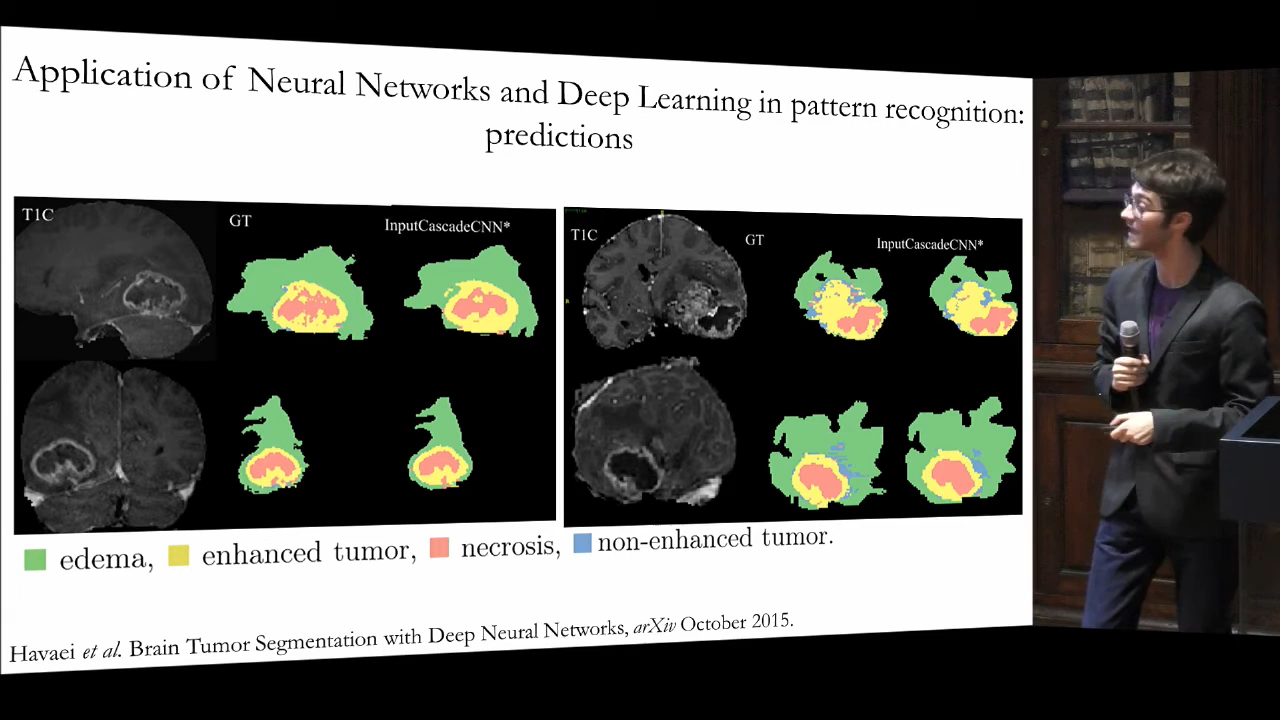 Application of Neural Networks and Deep Learning in pattern recognition:
predictions
T1C GT InputCascadeCNN*
T1C GT InputCascadeCNN*
edema, enhanced tumor, necrosis, non-enhanced tumor.
Havaei et al. Brain Tumor Segmentation with Deep Neural Networks, arXiv October 2015.